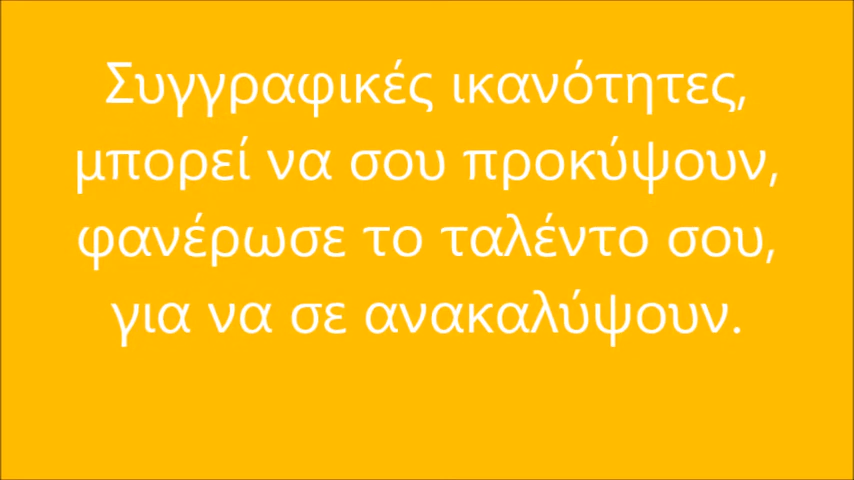 Συγγραφικές ικανότητες,
μπορεί να σου προκύψουν,
φανέρωσε το ταλέντο σου,
για να σε ανακαλύψουν.